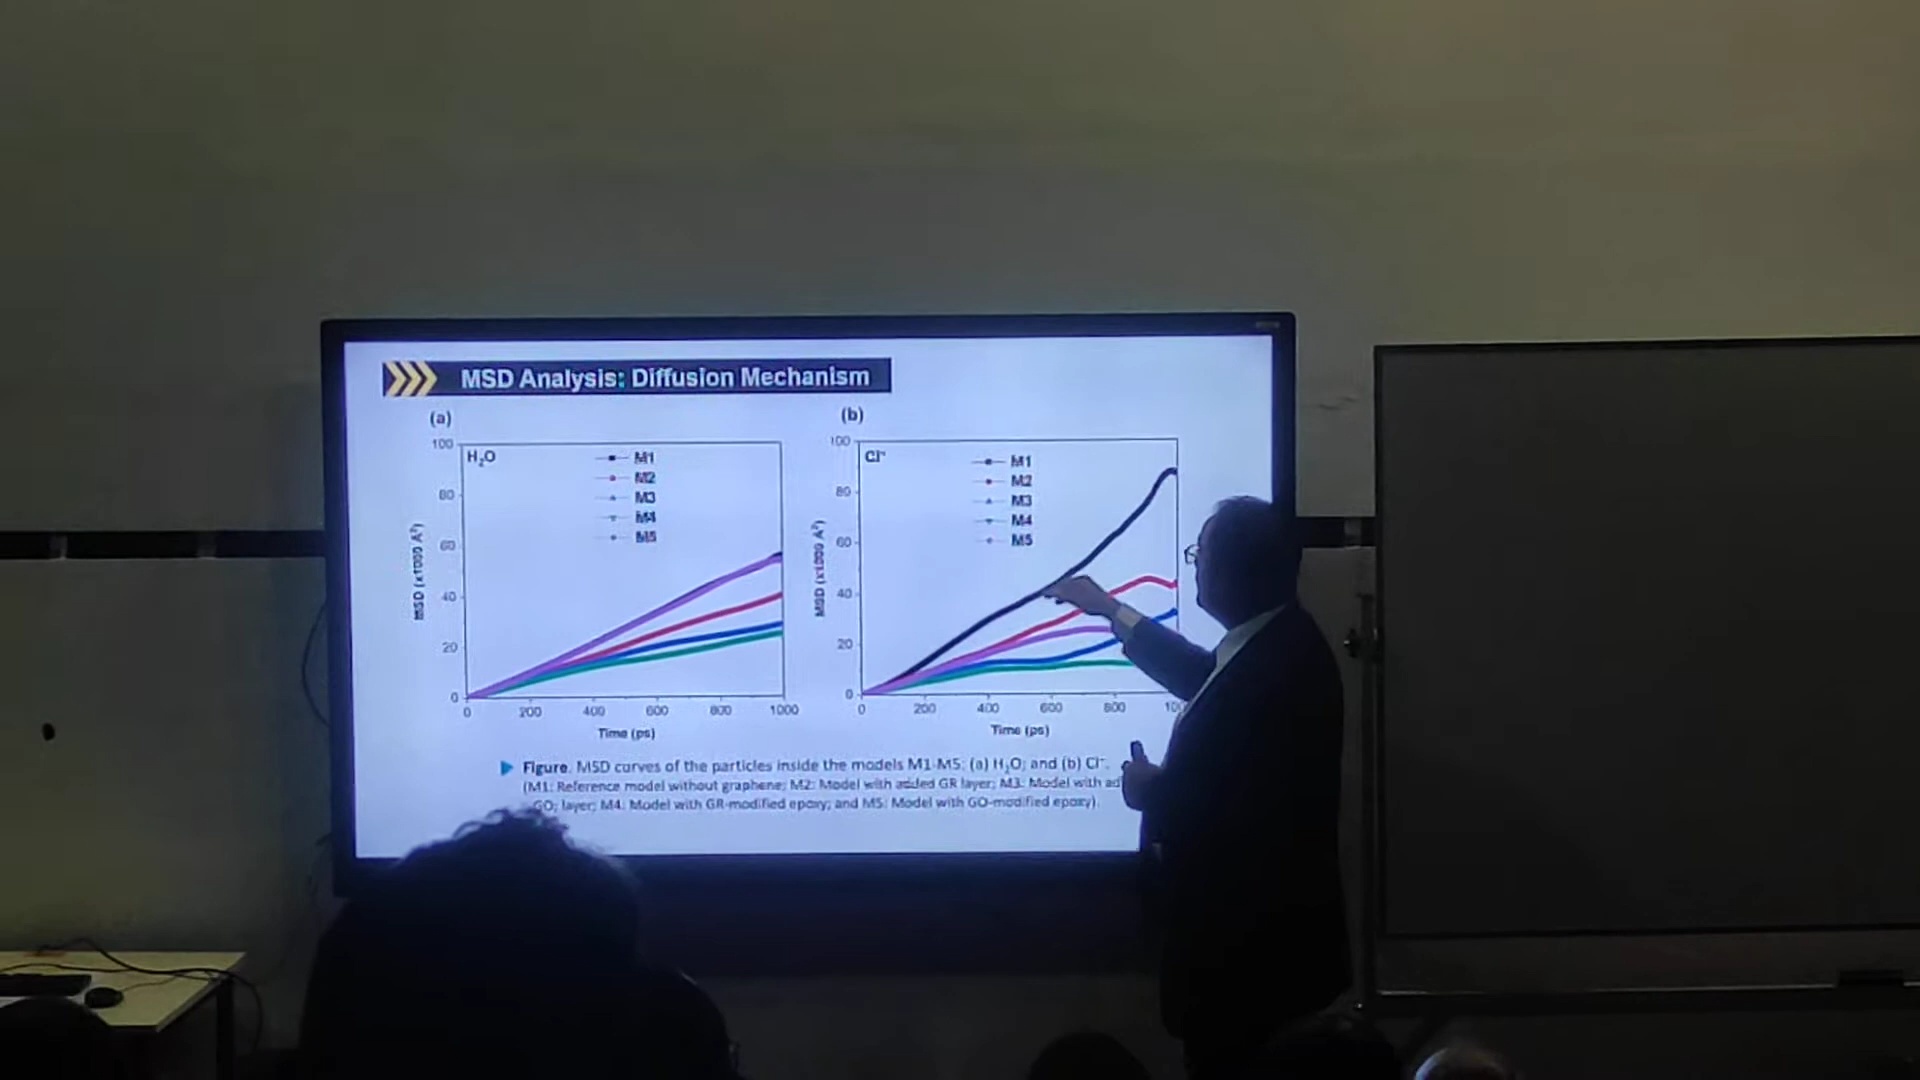 MSD Analysis: Diffusion Mechanism
(a)
100
80
60
40
20
0
MSD (x1000 Å²)
H₂O
M1
M2
M3
M4
M5
0 200 400 600 800 1000
Time (ps)
(b)
100
80
60
40
20
0
MSD (x1000 Å²)
Cl⁻
M1
M2
M3
M4
M5
0 200 400 600 800
Time (ps)
Figure. MSD curves of the particles inside the models M1-M5: (a) H₂O; and (b) Cl⁻.
(M1: Reference model without graphene; M2: Model with added GR layer; M3: Model with
GO; layer; M4: Model with GR-modified epoxy; and M5: Model with GO-modified epoxy).